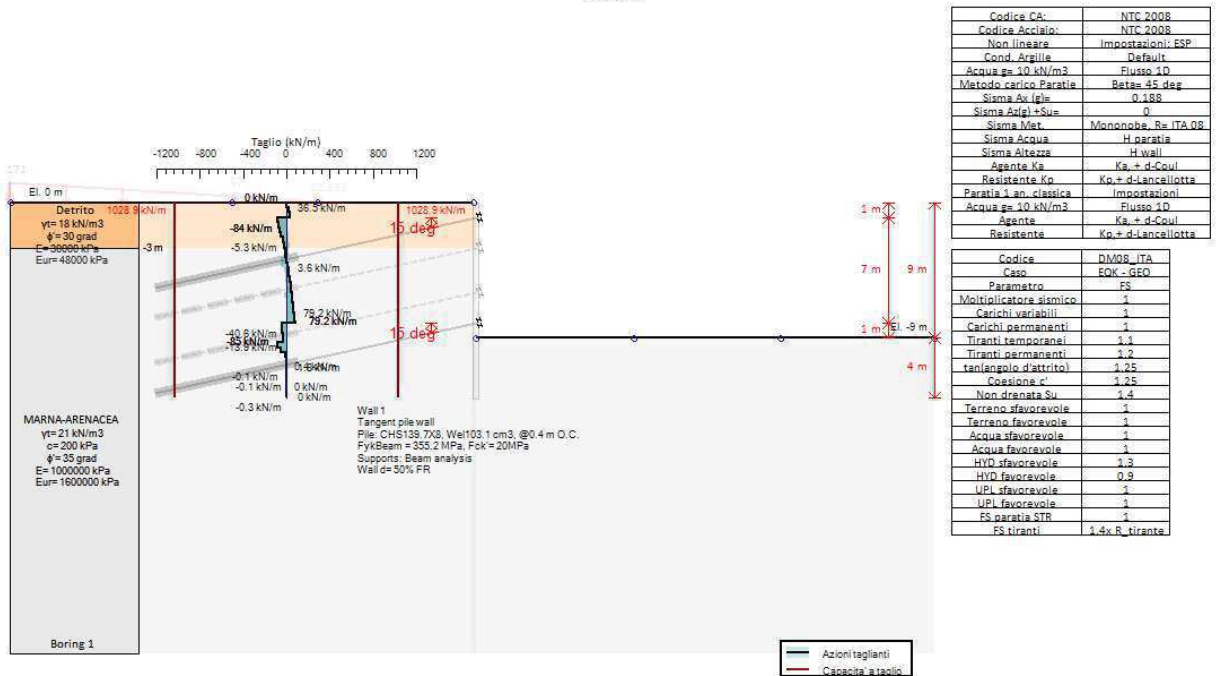 Codice CA: NTC 2008
Codice Acciaio: NTC 2008
Non lineare Impostazioni: ESP
Cond. Argille Default
Acqua g= 10 kN/m3 Flusso 1D
Metodo carico Paratie Beta= 45 deg
Sisma Ax (g)= 0.188
Sisma Az(g) +Su= 0
Sisma Met. Mononobe, R= ITA 08
Sisma Acqua H paratia
Sisma Altezza H wall
Agente Ka Ka, + d-Coul
Resistente Kp Kp,+ d-Lancellotta
Paratia 1 an. classica Impostazioni
Acqua g= 10 kN/m3 Flusso 1D
Agente Ka, + d-Coul
Resistente Kp,+ d-Lancellotta
Codice DM08_ITA
Caso EQK - GEO
Parametro FS
Moltiplicatore sismico 1
Carichi variabili 1
Carichi permanenti 1
Tiranti temporanei 1.1
Tiranti permanenti 1.2
tan(angolo d'attrito) 1.25
Coesione c' 1.25
Non drenata Su 1.4
Terreno sfavorevole 1
Terreno favorevole 1
Acqua sfavorevole 1
Acqua favorevole 1
HYD sfavorevole 1.3
HYD favorevole 0.9
UPL sfavorevole 1
UPL favorevole 1
FS paratia STR 1
FS tiranti 1.4x R_tirante
Taglio (kN/m)
-1200 -800 -400 0 400 800 1200
El. 0 m
0 kN/m
Detrito
γt= 18 kN/m3
ϕ'= 30 grad
E= 30000 kPa
Eur= 48000 kPa
1028.9 kN/m
36.5 kN/m
1028.9 kN/m
-84 kN/m
15 deg
-3 m
-5.3 kN/m
3.6 kN/m
79.2 kN/m
79.2 kN/m
-40.6 kN/m
15 deg
-85 kN/m
-13.9 kN/m
-0.1 kN/m
-0.1 kN/m
0 kN/m
0 kN/m
-0.3 kN/m
1 m
7 m
9 m
1 m
El. -9 m
4 m
MARNA-ARENACEA
γt= 21 kN/m3
c= 200 kPa
ϕ'= 35 grad
E= 1000000 kPa
Eur= 1600000 kPa
Wall 1
Tangent pile wall
Pile: CHS139.7X8, Wel103.1 cm3, @0.4 m O.C.
FykBeam = 355.2 MPa, Fck'= 20MPa
Supports: Beam analysis
Wall d= 50% FR
Boring 1
Azioni taglianti
Capacita' a taglio